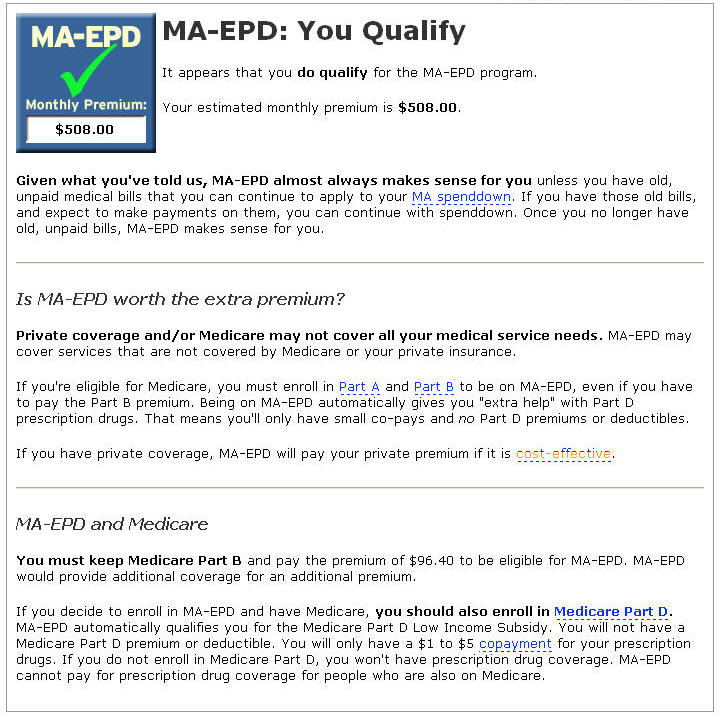 MA-EPD
Monthly Premium:
$508.00
MA-EPD: You Qualify
It appears that you do qualify for the MA-EPD program.
Your estimated monthly premium is $508.00.
Given what you've told us, MA-EPD almost always makes sense for you unless you have old,
unpaid medical bills that you can continue to apply to your MA spenddown. If you have those old bills,
and expect to make payments on them, you can continue with spenddown. Once you no longer have
old, unpaid bills, MA-EPD makes sense for you.
Is MA-EPD worth the extra premium?
Private coverage and/or Medicare may not cover all your medical service needs. MA-EPD may
cover services that are not covered by Medicare or your private insurance.
If you're eligible for Medicare, you must enroll in Part A and Part B to be on MA-EPD, even if you have
to pay the Part B premium. Being on MA-EPD automatically gives you "extra help" with Part D
prescription drugs. That means you'll only have small co-pays and no Part D premiums or deductibles.
If you have private coverage, MA-EPD will pay your private premium if it is cost-effective.
MA-EPD and Medicare
You must keep Medicare Part B and pay the premium of $96.40 to be eligible for MA-EPD. MA-EPD
would provide additional coverage for an additional premium.
If you decide to enroll in MA-EPD and have Medicare, you should also enroll in Medicare Part D.
MA-EPD automatically qualifies you for the Medicare Part D Low Income Subsidy. You will not have a
Medicare Part D premium or deductible. You will only have a $1 to $5 copayment for your prescription
drugs. If you do not enroll in Medicare Part D, you won't have prescription drug coverage. MA-EPD
cannot pay for prescription drug coverage for people who are also on Medicare.